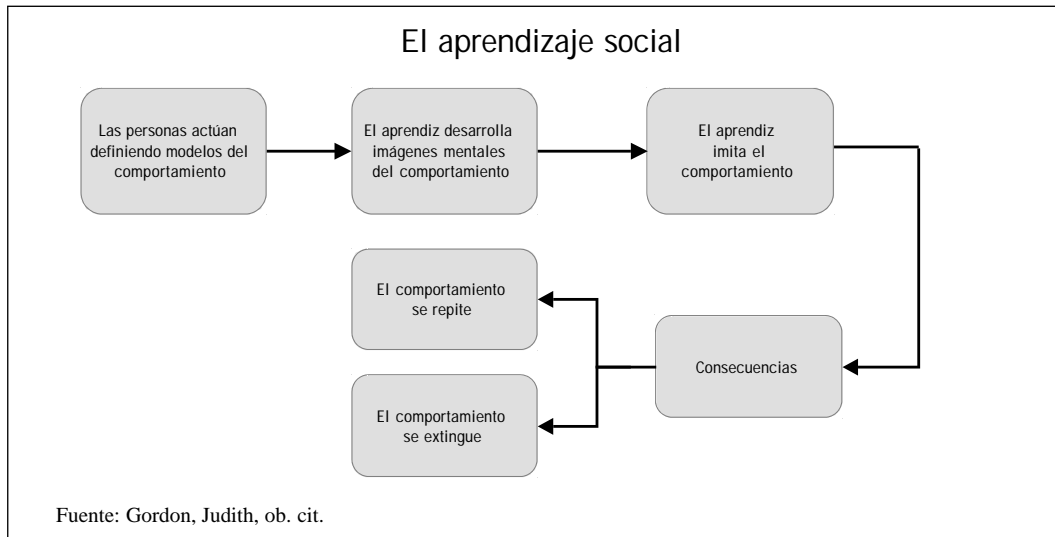 El aprendizaje social
Las personas actúan
definiendo modelos del
comportamiento
El aprendiz desarrolla
imágenes mentales
del comportamiento
El aprendiz
imita el
comportamiento
El comportamiento
se repite
Consecuencias
El comportamiento
se extingue
Fuente: Gordon, Judith, ob. cit.